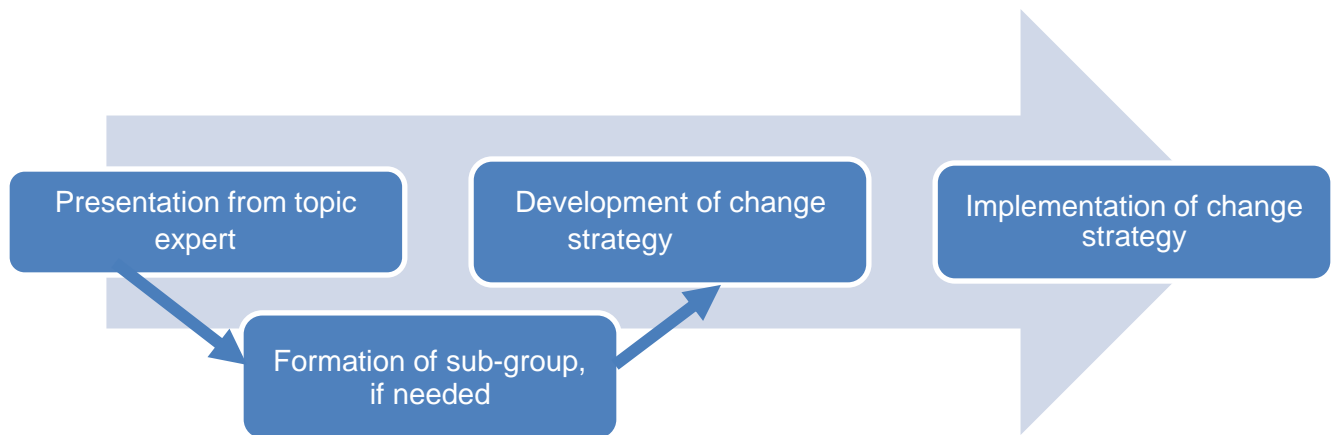 Presentation from topic
expert
Development of change
strategy
Implementation of change
strategy
Formation of sub-group,
if needed